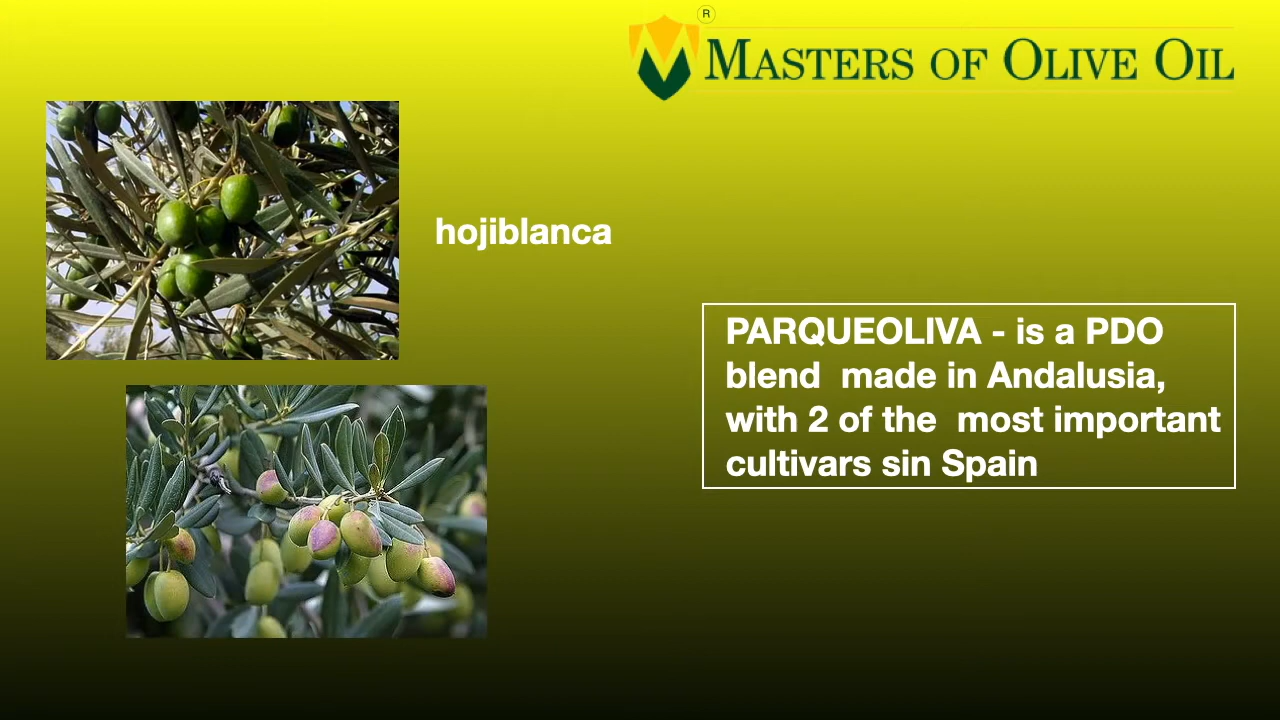 ®
MASTERS OF OLIVE OIL
hojiblanca
PARQUEOLIVA - is a PDO
blend  made in Andalusia,
with 2 of the  most important
cultivars sin Spain